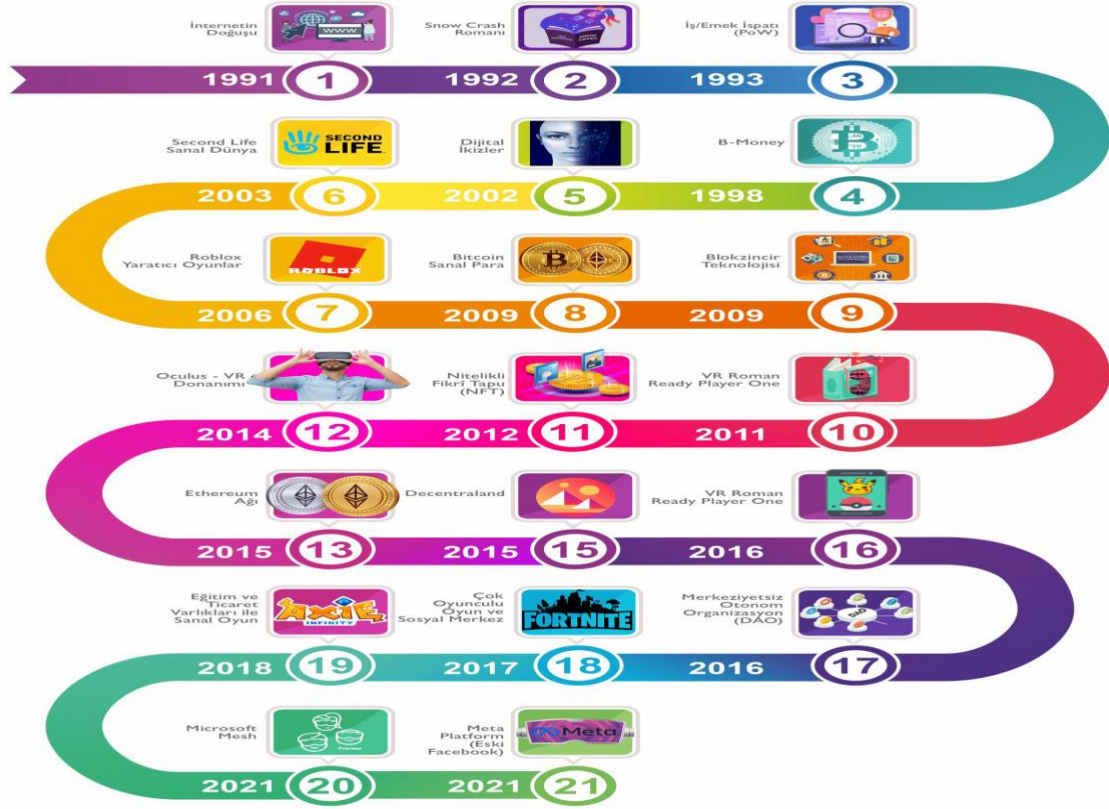 İnternetin
Doğuşu
WWW
Snow Crash
Romanı
İş/Emek İspatı
(PoW)
1991 1 1992 2 1993 3
Second Life
Sanal Dünya
SECOND
LIFE
Dijital
İkizler
B-Money
2003 6 2002 5 1998 4
Roblox
Yaratıcı Oyunlar
ROBLOX
Bitcoin
Sanal Para
Blokzincir
Teknolojisi
2006 7 2009 8 2009 9
Oculus - VR
Donanımı
Nitelikli
Fikrî Tapu
(NFT)
VR Roman
Ready Player One
2014 12 2012 11 2011 10
Ethereum
Ağı
Decentraland
VR Roman
Ready Player One
2015 13 2015 15 2016 16
Eğitim ve
Ticaret
Varlıkları ile
Sanal Oyun
AXIE
INFINITY
Çok
Oyunculu
Oyun ve
Sosyal Merkez
FORTNITE
Merkeziyetsiz
Otonom
Organizasyon
(DAO)
DAO
2018 19 2017 18 2016 17
Microsoft
Mesh
Preview
Meta
Platform
(Eski
Facebook)
Meta
2021 20 2021 21